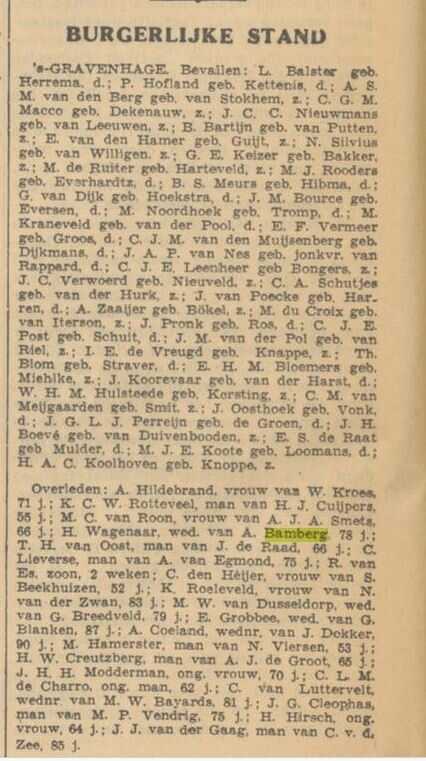 BURGERLIJKE STAND
's-GRAVENHAGE. Bevallen: L. Balster geb.
Herrema, d.; P. Hofland geb. Kettenis, d.; A. S.
M. van den Berg geb. van Stokhem, z.; C. G. M.
Macco geb. Dekenauw, z.; J. C. C. Nieuwmans
geb. van Leeuwen, z.; B. Bartijn geb. van Putten,
z.; E. van den Hamer geb. Guijt, z.; N. Silvius
geb. van Willigen. z.; G. E. Keizer geb. Bakker,
z.; M. de Ruiter geb. Harteveld, z.; M. J. Rooders
geb. Everhardtz, d.; B. S. Meurs geb. Hibma, d.;
G. van Dijk geb. Hoekstra, d.; J. M. Bource geb.
Eversen, d.; M. Noordhoek geb. Tromp, d.; M.
Kraneveld geb. van der Pool, d.; E. F. Vermeer
geb. Groos, d.; C. J. M. van den Muijsenberg geb.
Dijkmans, d.; J. A. P. van Nes geb. jonkvr. van
Rappard, d.; C. J. E. Leenheer geb Bongers, z.;
J. C. Verwoerd geb. Nieuveld, z.; C. A. Schutjes
geb. van der Hurk, z.; J. van Poecke geb. Har-
ren, d.; A. Zaaijer geb. Bökel, z.; M. du Croix geb.
van Iterson, z.; J. Pronk geb. Ros, d.; C. J. E.
Post geb. Schuit, d.; J. M. van der Pol geb. van
Riel, z.; I. E. de Vreugd geb. Knappe, z.; Th.
Blom geb. Straver, d.; E. H. M. Bloemers geb.
Miehlke, z.; J. Koorevaar geb. van der Harst, d.;
W. H. M. Hulsteede geb. Kersting, z.; C. M. van
Meijgaarden geb. Smit, z.; J. Oosthoek geb. Vonk,
d.; J. G. L. J. Perreijn geb. de Groen, d.; J. H.
Boevé geb. van Duivenbooden, z.; E. S. de Raat
geb Mulder, d.; M. J. E. Koote geb. Loomans, d.;
H. A. C. Koolhoven geb. Knoppe, z.
Overleden: A. Hildebrand, vrouw van W. Kroes,
71 j.; K. C. W. Rotteveel, man van H. J. Cuijpers,
55 j.; M. C. van Roon, vrouw van A. J. A. Smets,
66 j.; H. Wagenaar, wed. van A. Bamberg, 78 j.;
T. H. van Oost, man van J. de Raad, 66 j.; C.
Lieverse, man van A. van Egmond, 75 j.; R. van
Es, zoon, 2 weken; C. den Heijer, vrouw van S.
Beekhuizen, 52 j.; K. Roeleveld, vrouw van N.
van der Zwan, 83 j.; M. W. van Dusseldorp, wed.
van G. Breedveld, 79 j.; E. Grobbee, wed. van G.
Blanken, 87 j.; A. Coeland, wednr. van J. Dokker,
90 j.; M. Hamerster, man van N. Viersen, 53 j.;
H. W. Creutzberg, man van A. J. de Groot, 65 j.;
J. H. H. Modderman, ong. vrouw, 70 j.; C. L. M.
de Charro, ong. man, 62 j.; C. van Luttervelt,
wednr van M. W. Bayards, 81 j.; J. G. Cleophas,
man van M. P. Vendrig, 75 j.; H. Hirsch, ong.
vrouw, 64 j.; J. J. van der Gaag, man van C. v. d.
Zee, 85 j.